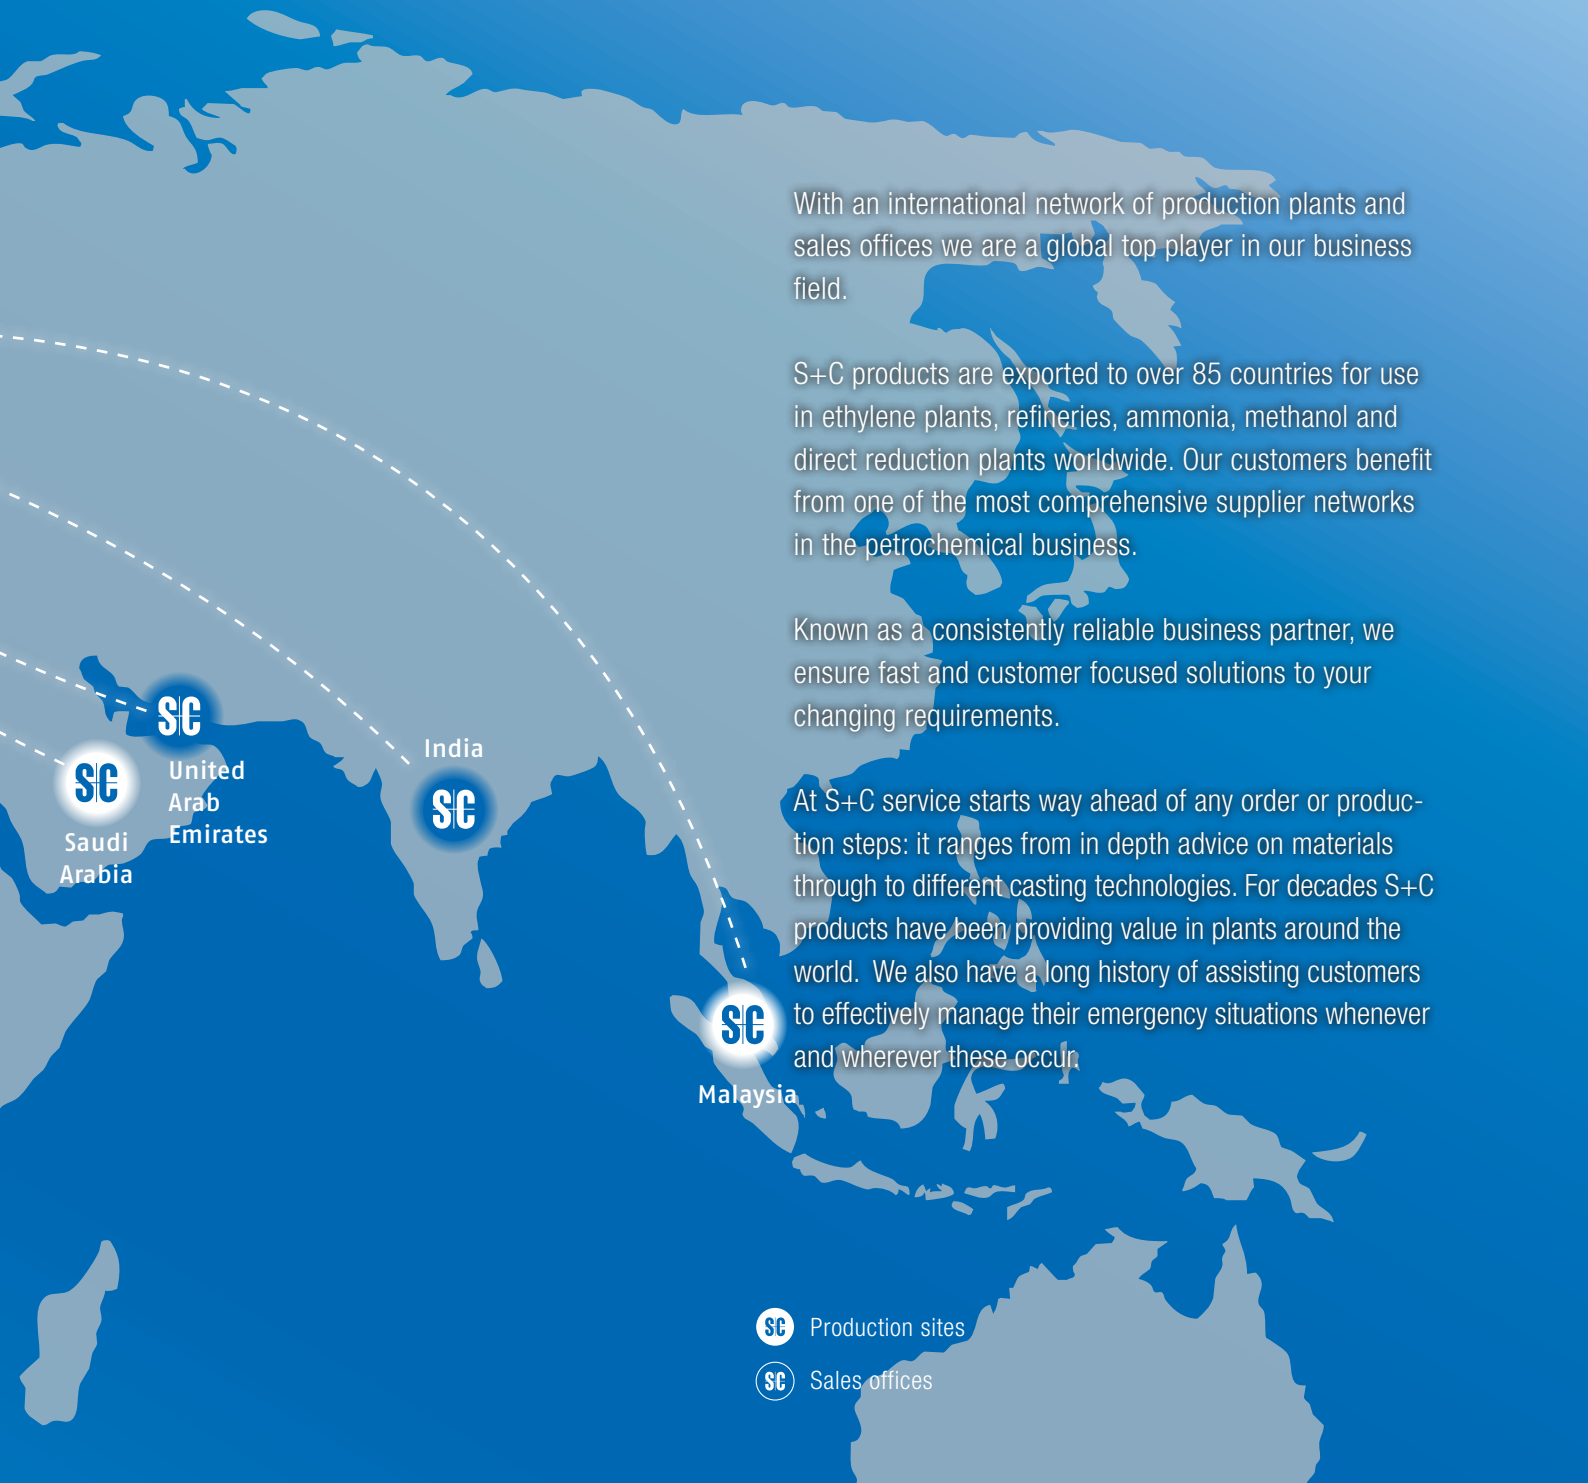 With an international network of production plants and
sales offices we are a global top player in our business
field.
S+C products are exported to over 85 countries for use
in ethylene plants, refineries, ammonia, methanol and
direct reduction plants worldwide. Our customers benefit
from one of the most comprehensive supplier networks
in the petrochemical business.
Known as a consistently reliable business partner, we
ensure fast and customer focused solutions to your
changing requirements.
At S+C service starts way ahead of any order or produc-
tion steps: it ranges from in depth advice on materials
through to different casting technologies. For decades S+C
products have been providing value in plants around the
world.  We also have a long history of assisting customers
to effectively manage their emergency situations whenever
and wherever these occur.
SC
United
Arab
Emirates
SC
Saudi
Arabia
India
SC
SC
Malaysia
SC Production sites
SC Sales offices